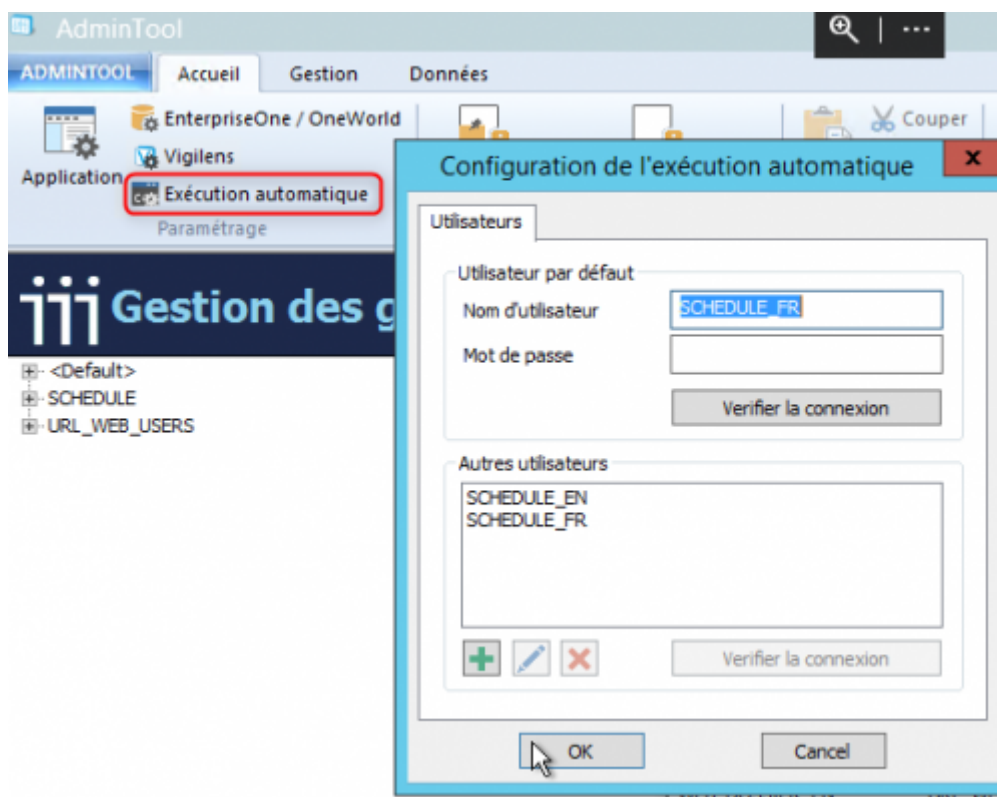 AdminTool
ADMINTOOL Accueil Gestion Données
EnterpriseOne / OneWorld
Vigilens
Application
Exécution automatique
Paramétrage
Couper
Configuration de l'exécution automatique
Utilisateurs
Utilisateur par défaut
Nom d'utilisateur SCHEDULE_FR
Mot de passe
Verifier la connexion
Autres utilisateurs
SCHEDULE_EN
SCHEDULE_FR
Verifier la connexion
OK Cancel
Gestion des
<Default>
SCHEDULE
URL_WEB_USERS